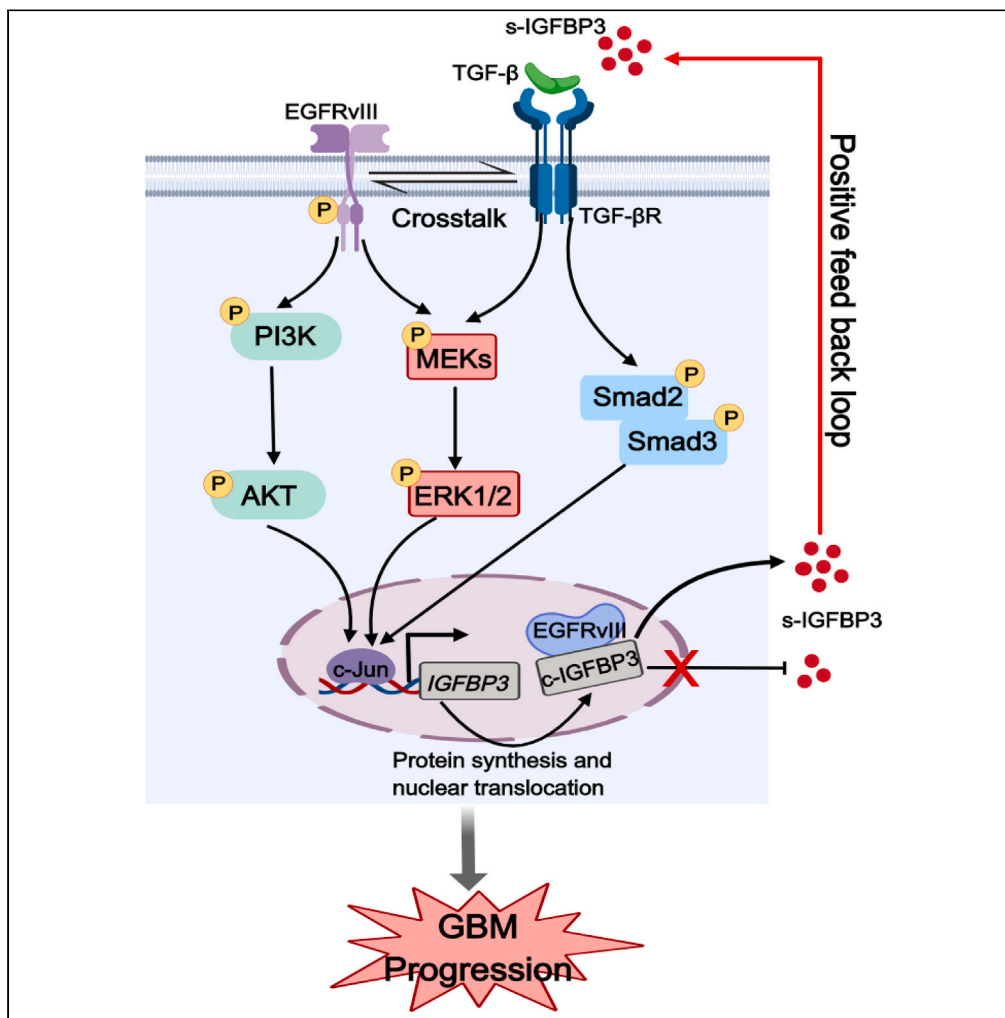 s-IGFBP3
TGF-β
EGFRvIII
P
Crosstalk
TGF-βR
P
PI3K
P
MEKs
P
Smad2
P
Smad3
P
AKT
P
ERK1/2
Positive feed back loop
s-IGFBP3
EGFRvIII
c-Jun
IGFBP3
c-IGFBP3
X
Protein synthesis and
nuclear translocation
GBM
Progression